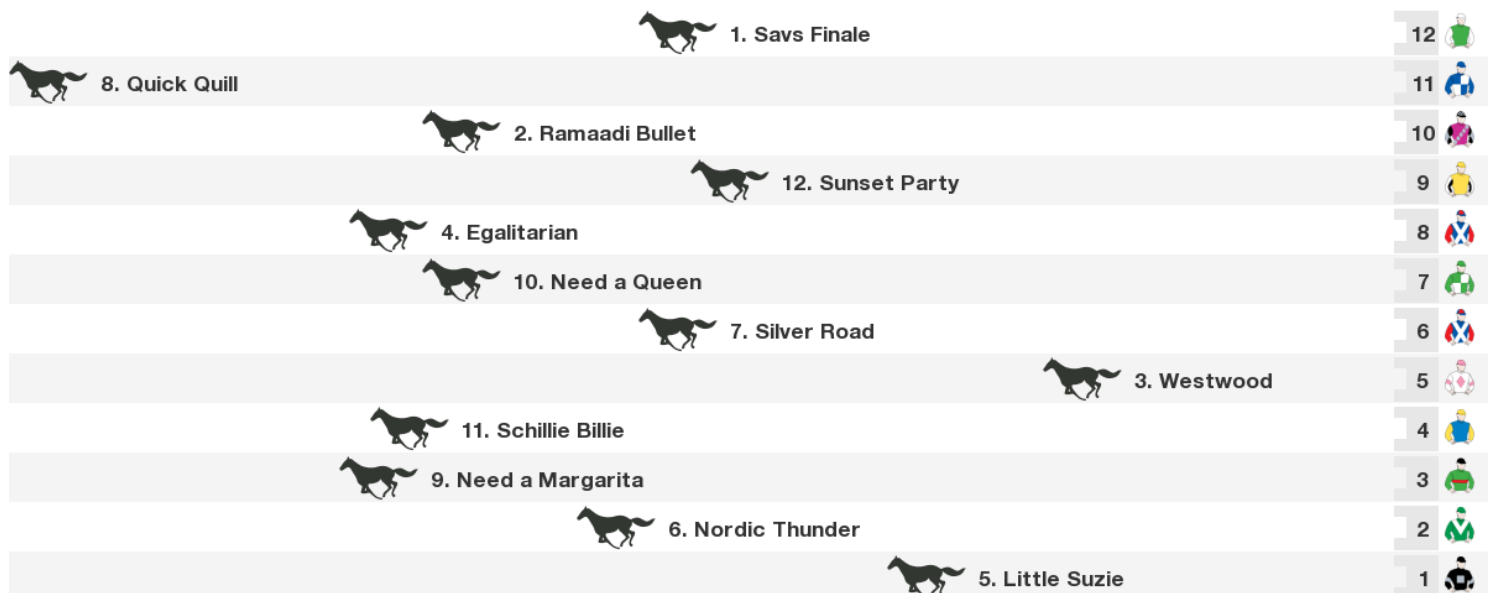 1. Savs Finale 12
8. Quick Quill 11
2. Ramaadi Bullet 10
12. Sunset Party 9
4. Egalitarian 8
10. Need a Queen 7
7. Silver Road 6
3. Westwood 5
11. Schillie Billie 4
9. Need a Margarita 3
6. Nordic Thunder 2
5. Little Suzie 1